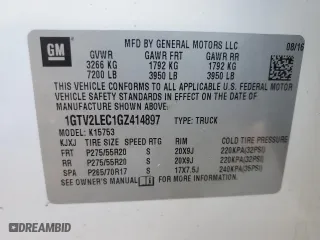 GM
MFD BY GENERAL MOTORS LLC 08/16
GVWR GAWR FRT GAWR RR
3266 KG 1792 KG 1792 KG
7200 LB 3950 LB 3950 LB
THIS VEHICLE CONFORMS TO ALL APPLICABLE U.S. FEDERAL MOTOR
VEHICLE SAFETY STANDARDS IN EFFECT ON THE DATE OF
MANUFACTURE SHOWN ABOVE.
1GTV2LEC1GZ414897 TYPE: TRUCK
MODEL: K15753
KJXJ TIRE SIZE SPEED RTG RIM COLD TIRE PRESSURE
FRT P275/55R20 S 20X9J 220KPA(32PSI)
RR P275/55R20 S 20X9J 220KPA(32PSI)
SPA P265/70R17 S 17X7.5J 240KPA(35PSI)
SEE OWNER'S MANUAL FOR ADDITIONAL INFORMATION.
© DREAMBID LLC